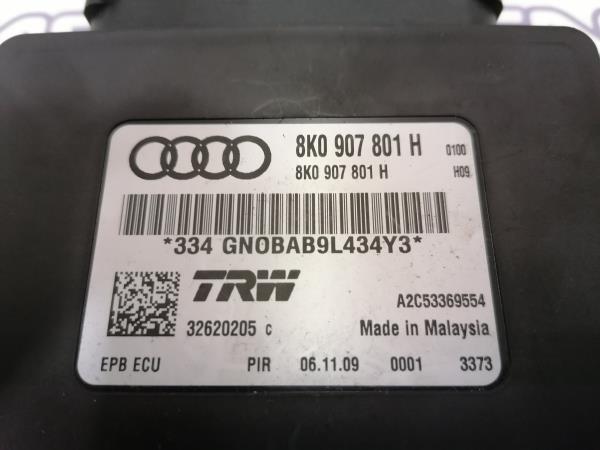 8K0 907 801 H 0100
8K0 907 801 H H09
*334 GNOBAB9L434Y3*
TRW A2C53369554
32620205 c Made in Malaysia
EPB ECU PIR 06.11.09 0001 3373